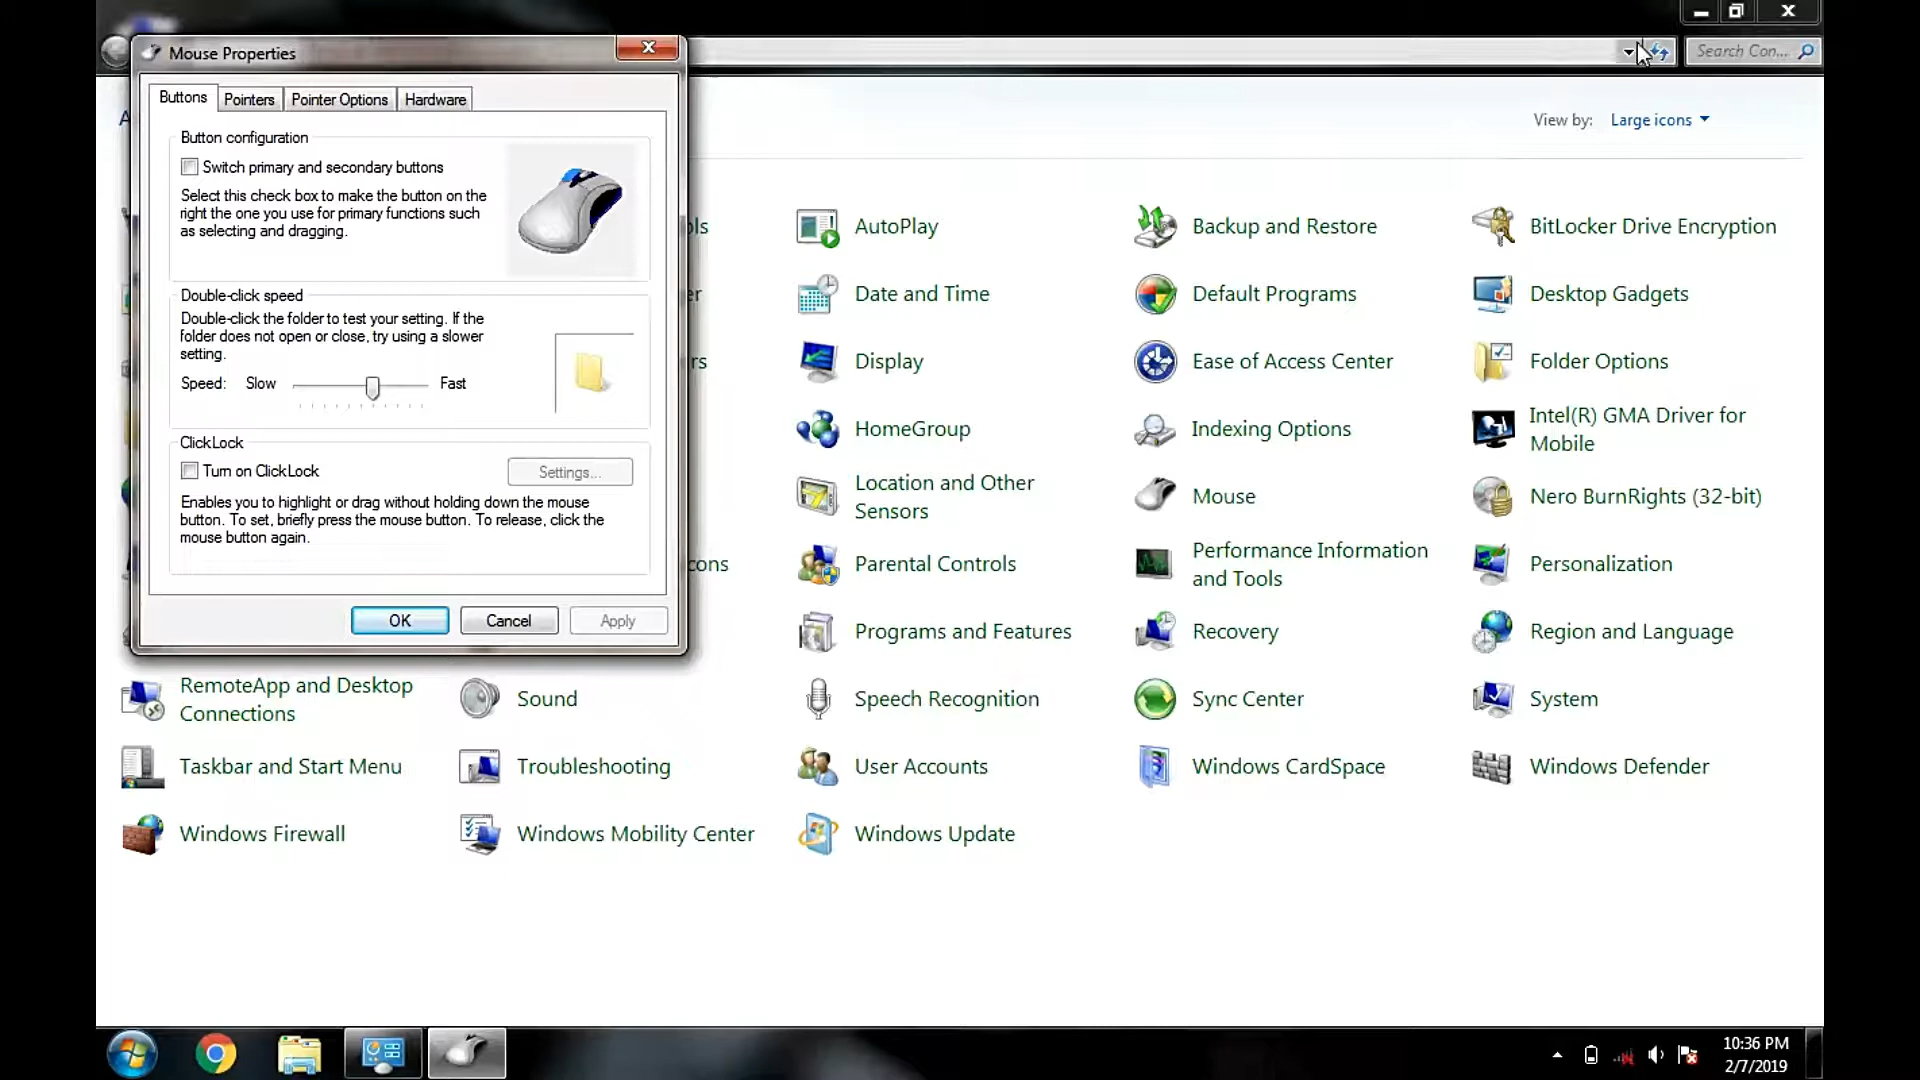 Mouse Properties
Search Con...
Buttons
Pointers
Pointer Options
Hardware
View by:
Large icons
Button configuration
Switch primary and secondary buttons
Select this check box to make the button on the
right the one you use for primary functions such
as selecting and dragging.
Double-click speed
Double-click the folder to test your setting. If the
folder does not open or close, try using a slower
setting.
Speed:
Slow
Fast
ClickLock
Turn on ClickLock
Settings...
Enables you to highlight or drag without holding down the mouse
button. To set, briefly press the mouse button. To release, click the
mouse button again.
OK
Cancel
Apply
AutoPlay
Backup and Restore
BitLocker Drive Encryption
Date and Time
Default Programs
Desktop Gadgets
Display
Ease of Access Center
Folder Options
HomeGroup
Indexing Options
Intel(R) GMA Driver for
Mobile
Location and Other
Sensors
Mouse
Nero BurnRights (32-bit)
Parental Controls
Performance Information
and Tools
Personalization
Programs and Features
Recovery
Region and Language
RemoteApp and Desktop
Connections
Sound
Speech Recognition
Sync Center
System
Taskbar and Start Menu
Troubleshooting
User Accounts
Windows CardSpace
Windows Defender
Windows Firewall
Windows Mobility Center
Windows Update
10:36 PM
2/7/2019